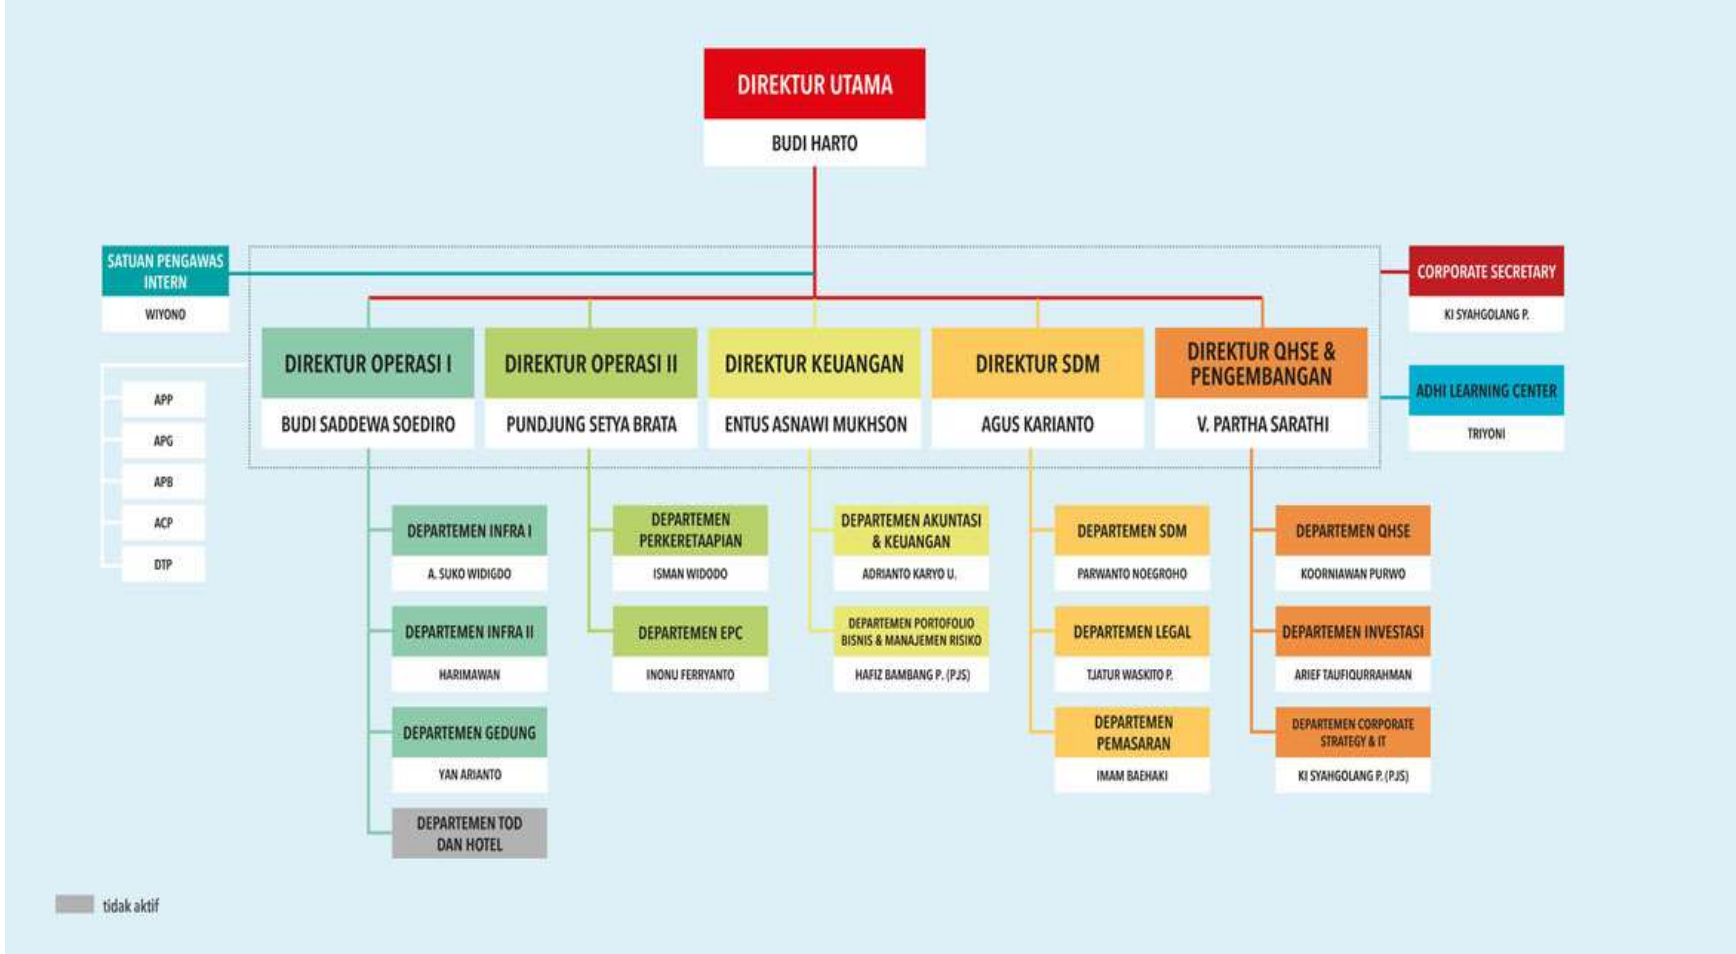 DIREKTUR UTAMA
BUDI HARTO
SATUAN PENGAWAS
INTERN
WIYONO
CORPORATE SECRETARY
KI SYAHGOLANG P.
ADHI LEARNING CENTER
TRIYONI
APP
APG
APB
ACP
DTP
DIREKTUR OPERASI I
BUDI SADDEWA SOEDIRO
DIREKTUR OPERASI II
PUNDJUNG SETYA BRATA
DIREKTUR KEUANGAN
ENTUS ASNAWI MUKHSON
DIREKTUR SDM
AGUS KARIANTO
DIREKTUR QHSE &
PENGEMBANGAN
V. PARTHA SARATHI
DEPARTEMEN INFRA I
A. SUKO WIDIGDO
DEPARTEMEN INFRA II
HARIMAWAN
DEPARTEMEN GEDUNG
YAN ARIANTO
DEPARTEMEN TOD
DAN HOTEL
DEPARTEMEN
PERKERETAAPIAN
ISMAN WIDODO
DEPARTEMEN EPC
INONU FERRYANTO
DEPARTEMEN AKUNTASI
& KEUANGAN
ADRIANTO KARYO U.
DEPARTEMEN PORTOFOLIO
BISNIS & MANAJEMEN RISIKO
HAFIZ BAMBANG P. (PJS)
DEPARTEMEN SDM
PARWANTO NOEGROHO
DEPARTEMEN LEGAL
TJATUR WASKITO P.
DEPARTEMEN
PEMASARAN
IMAM BAEHAKI
DEPARTEMEN QHSE
KOORNIAWAN PURWO
DEPARTEMEN INVESTASI
ARIEF TAUFIQURRAHMAN
DEPARTEMEN CORPORATE
STRATEGY & IT
KI SYAHGOLANG P. (PJS)
tidak aktif